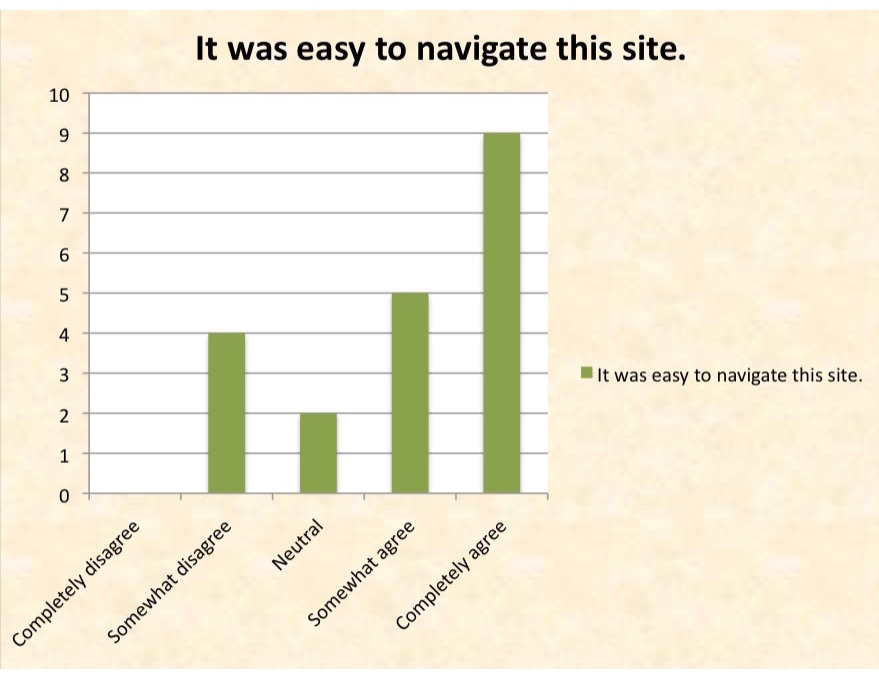 It was easy to navigate this site.
10
9
8
7
6
5
4
3
2
1
0
It was easy to navigate this site.
Completely disagree
Somewhat disagree
Neutral
Somewhat agree
Completely agree